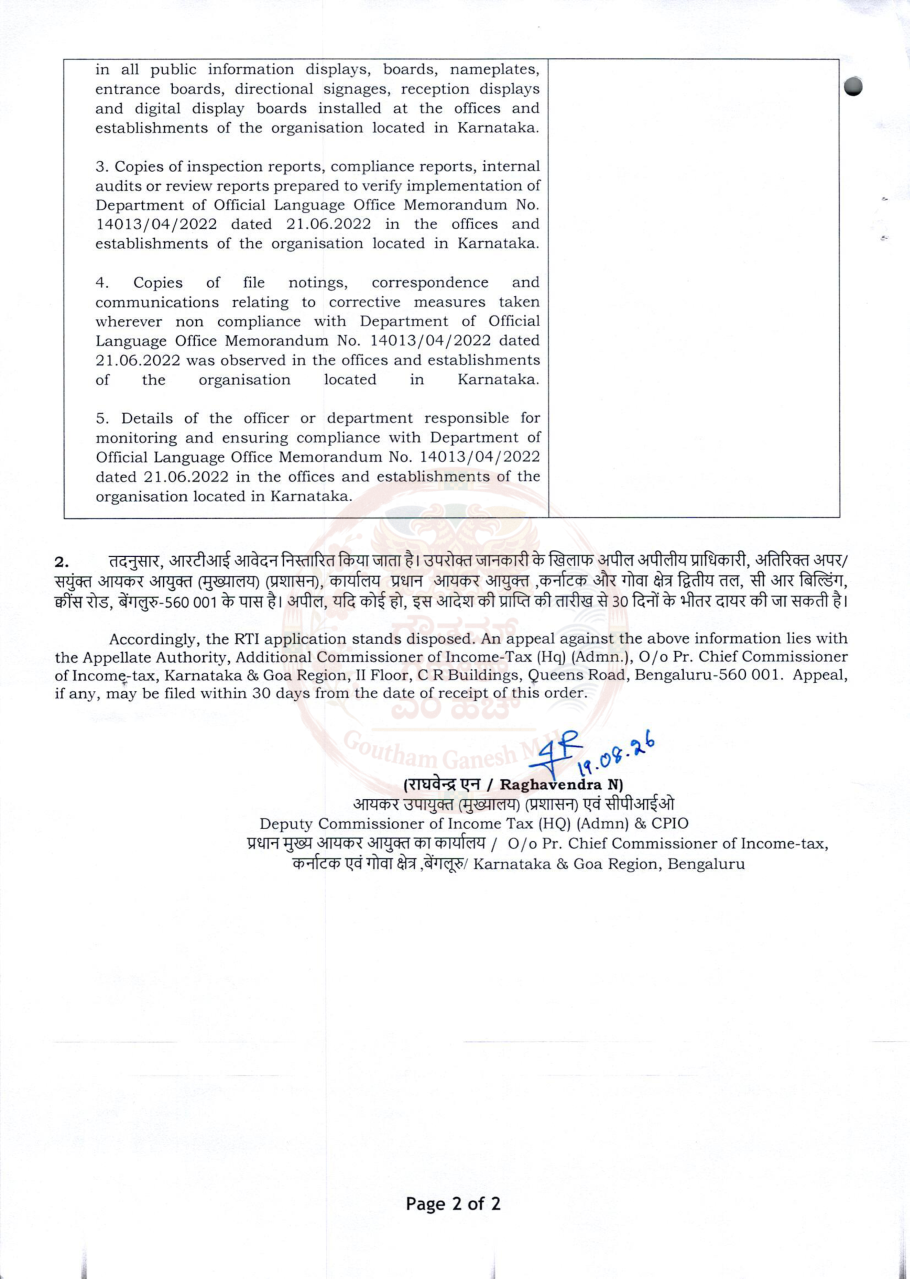 in all public information displays, boards, nameplates,
entrance boards, directional signages, reception displays
and digital display boards installed at the offices and
establishments of the organisation located in Karnataka.
3. Copies of inspection reports, compliance reports, internal
audits or review reports prepared to verify implementation of
Department of Official Language Office Memorandum No.
14013/04/2022 dated 21.06.2022 in the offices and
establishments of the organisation located in Karnataka.
4. Copies of file notings, correspondence and
communications relating to corrective measures taken
wherever non compliance with Department of Official
Language Office Memorandum No. 14013/04/2022 dated
21.06.2022 was observed in the offices and establishments
of the organisation located in Karnataka.
5. Details of the officer or department responsible for
monitoring and ensuring compliance with Department of
Official Language Office Memorandum No. 14013/04/2022
dated 21.06.2022 in the offices and establishments of the
organisation located in Karnataka.
2. तदनुसार, आरटीआई आवेदन निस्तारित किया जाता है। उपरोक्त जानकारी के खिलाफ अपील अपीलीय प्राधिकारी, अतिरिक्त अपर/
सयुंक्त आयकर आयुक्त (मुख्यालय) (प्रशासन), कार्यालय प्रधान आयकर आयुक्त ,कर्नाटक और गोवा क्षेत्र द्वितीय तल, सी आर बिल्डिंग,
क्वींस रोड, बेंगलुरु-560 001 के पास है। अपील, यदि कोई हो, इस आदेश की प्राप्ति की तारीख से 30 दिनों के भीतर दायर की जा सकती है।
Accordingly, the RTI application stands disposed. An appeal against the above information lies with
the Appellate Authority, Additional Commissioner of Income-Tax (Hq) (Admn.), O/o Pr. Chief Commissioner
of Income-tax, Karnataka & Goa Region, II Floor, C R Buildings, Queens Road, Bengaluru-560 001. Appeal,
if any, may be filed within 30 days from the date of receipt of this order.
ಗೌತಮ್
ಗಣೇಶ್
ಎಂ ಹೆಚ್
Goutham Ganesh M H
19.08.26
(राघवेन्द्र एन / Raghavendra N)
आयकर उपायुक्त (मुख्यालय) (प्रशासन) एवं सीपीआईओ
Deputy Commissioner of Income Tax (HQ) (Admn) & CPIO
प्रधान मुख्य आयकर आयुक्त का कार्यालय / O/o Pr. Chief Commissioner of Income-tax,
कर्नाटक एवं गोवा क्षेत्र ,बेंगलुरु/ Karnataka & Goa Region, Bengaluru
Page 2 of 2